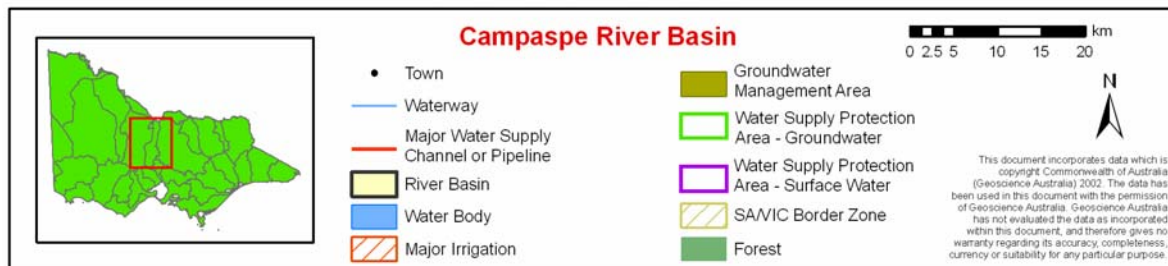 Campaspe River Basin
Town
Waterway
Major Water Supply
Channel or Pipeline
River Basin
Water Body
Major Irrigation
Groundwater
Management Area
Water Supply Protection
Area - Groundwater
Water Supply Protection
Area - Surface Water
SA/VIC Border Zone
Forest
km
0 2.5 5 10 15 20
N
This document incorporates data which is
copyright Commonwealth of Australia
(Geoscience Australia) 2002. The data has
been used in this document with the permission
of Geoscience Australia. Geoscience Australia
has not evaluated the data as incorporated
within this document, and therefore gives no
warranty regarding its accuracy, completeness,
currency or suitability for any particular purpose.